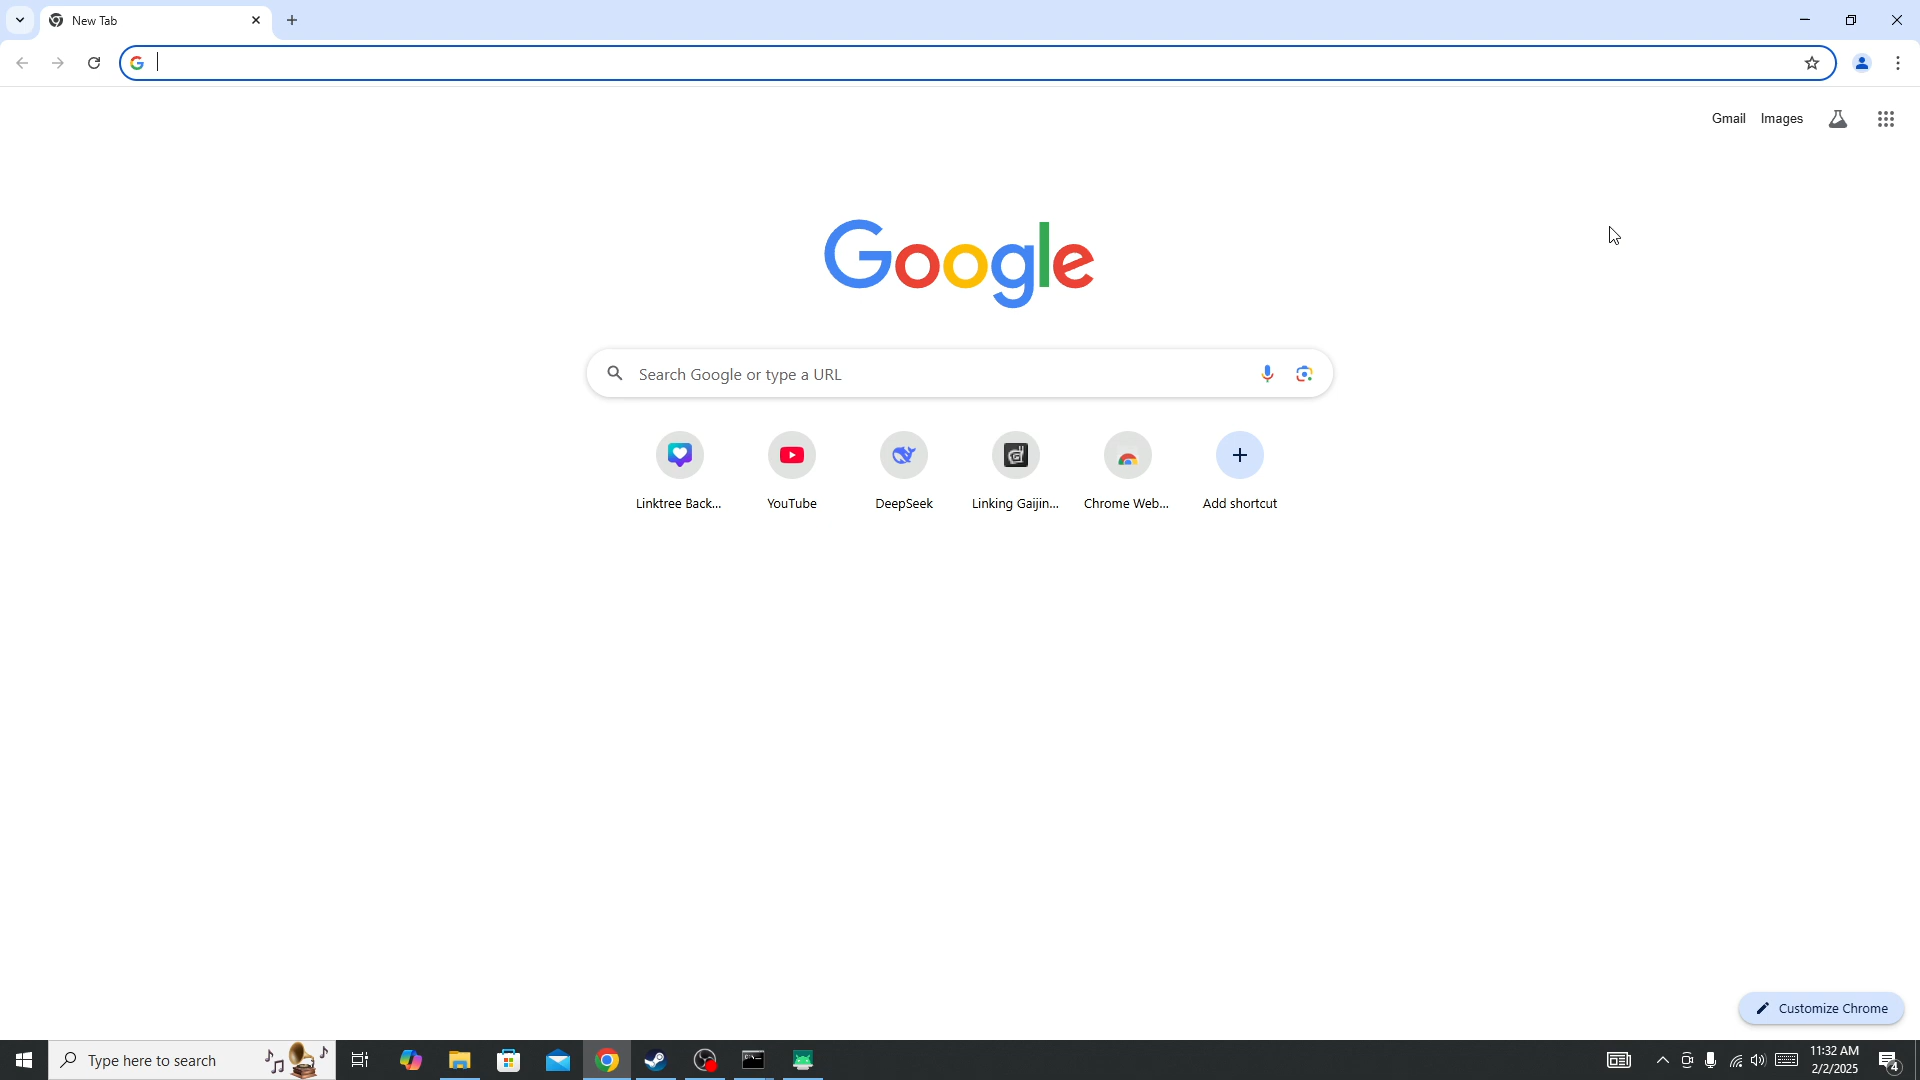 New Tab
Gmail Images
Google
Search Google or type a URL
Linktree Back... YouTube DeepSeek Linking Gaijin... Chrome Web... Add shortcut
Customize Chrome
Type here to search
11:32 AM
2/2/2025
4